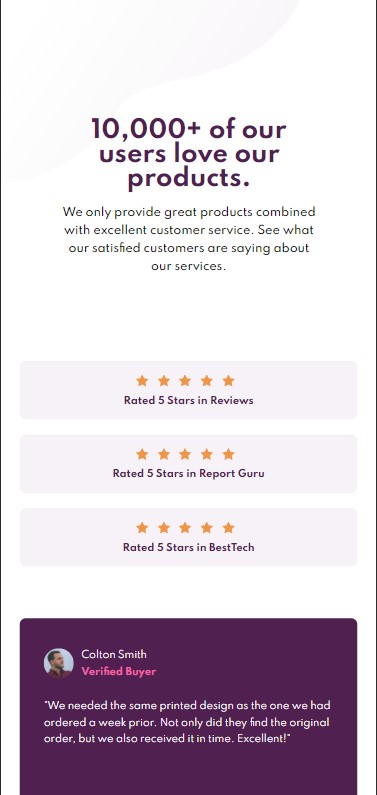 10,000+ of our
users love our
products.
We only provide great products combined
with excellent customer service. See what
our satisfied customers are saying about
our services.
Rated 5 Stars in Reviews
Rated 5 Stars in Report Guru
Rated 5 Stars in BestTech
Colton Smith
Verified Buyer
"We needed the same printed design as the one we had
ordered a week prior. Not only did they find the original
order, but we also received it in time. Excellent!"